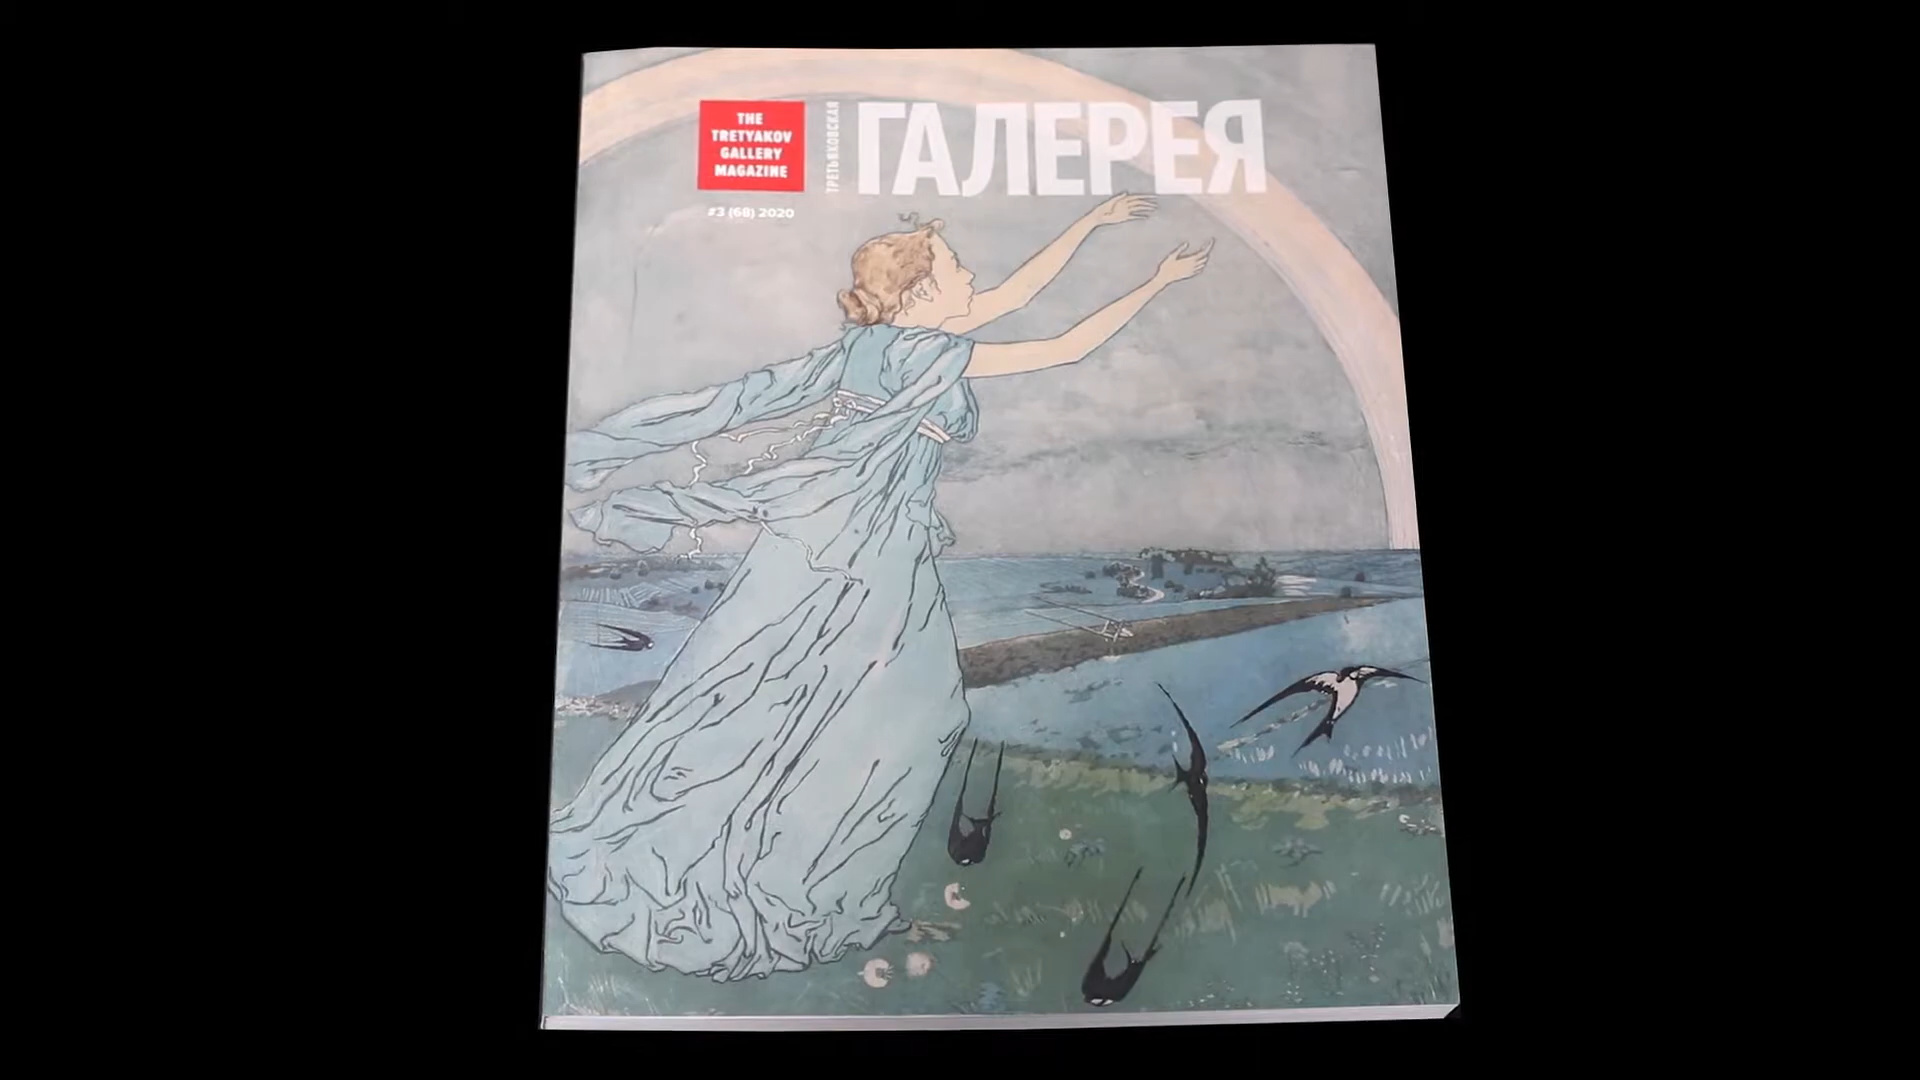 THE
TRETYAKOV
GALLERY
MAGAZINE
ТРЕТЬЯКОВСКАЯ
ГАЛЕРЕЯ
#3 (68) 2020